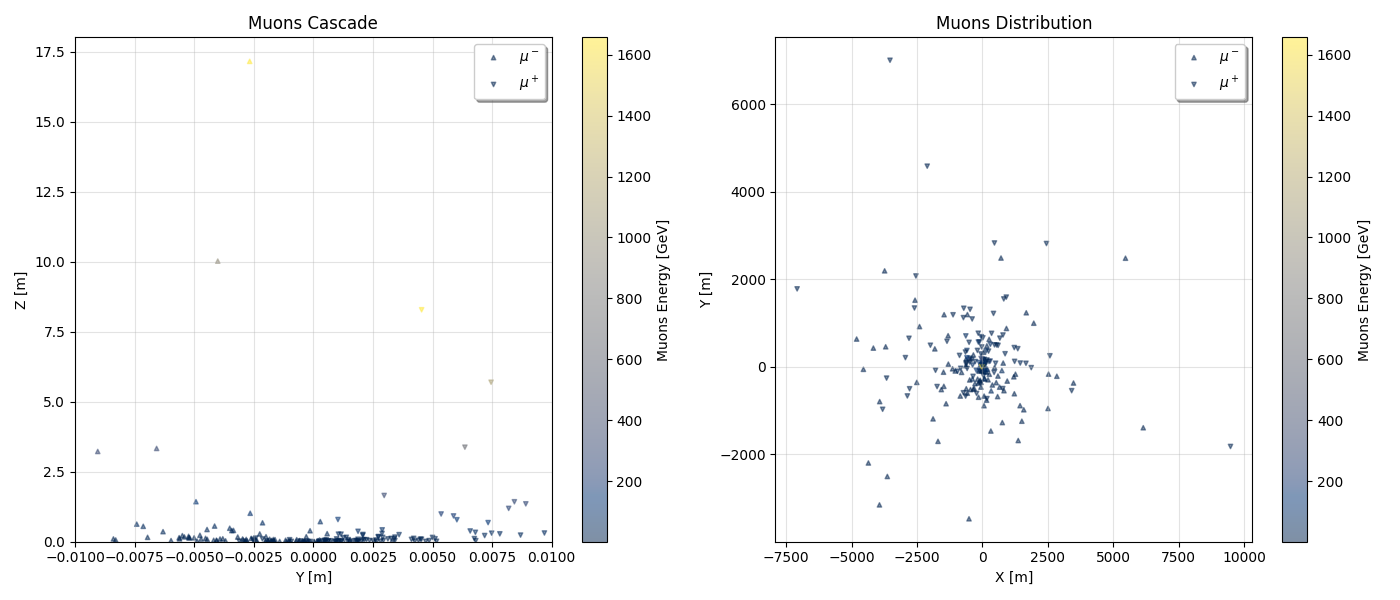 Muons Cascade
17.5
15.0
12.5
10.0
7.5
5.0
2.5
0.0
Z [m]
−0.0100 −0.0075 −0.0050 −0.0025 0.0000 0.0025 0.0050 0.0075 0.0100
Y [m]
μ−
μ+
1600
1400
1200
1000
800
600
400
200
Muons Energy [GeV]
Muons Distribution
6000
4000
2000
0
−2000
Y [m]
−7500 −5000 −2500 0 2500 5000 7500 10000
X [m]
μ−
μ+
1600
1400
1200
1000
800
600
400
200
Muons Energy [GeV]